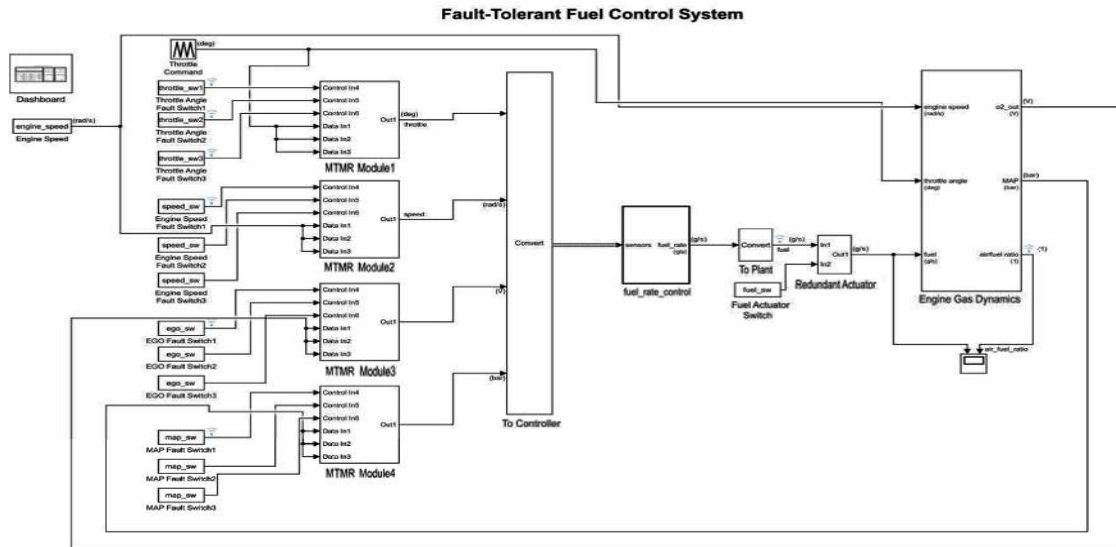 Fault-Tolerant Fuel Control System
Dashboard
engine_speed
(rad/s)
Engine Speed
(deg)
Throttle
Command
throttle_sw1
Throttle Angle
Fault Switch1
throttle_sw2
Throttle Angle
Fault Switch2
throttle_sw3
Throttle Angle
Fault Switch3
Control In4
Control In5
Control In6
Data In1
Data In2
Data In3
Out1
(deg)
throttle
MTMR Module1
speed_sw
Engine Speed
Fault Switch1
speed_sw
Engine Speed
Fault Switch2
speed_sw
Engine Speed
Fault Switch3
Control In4
Control In5
Control In6
Data In1
Data In2
Data In3
Out1
speed
(rad/s)
MTMR Module2
ego_sw
EGO Fault Switch1
ego_sw
EGO Fault Switch2
ego_sw
EGO Fault Switch3
Control In4
Control In5
Control In6
Data In1
Data In2
Data In3
Out1
(V)
MTMR Module3
map_sw
MAP Fault Switch1
map_sw
MAP Fault Switch2
map_sw
MAP Fault Switch3
Control In4
Control In5
Control In6
Data In1
Data In2
Data In3
Out1
(bar)
MTMR Module4
Convert
To Controller
sensors
fuel_rate
(g/s)
(g/s)
fuel_rate_control
Convert
To Plant
(g/s)
fuel
(g/s)
fuel_sw
Fuel Actuator
Switch
In1
In2
Out1
(g/s)
Redundant Actuator
engine speed
(rad/s)
throttle angle
(deg)
fuel
(g/s)
o2_out
(V)
MAP
(bar)
air/fuel ratio
(1)
(V)
(bar)
(1)
Engine Gas Dynamics
air_fuel_ratio